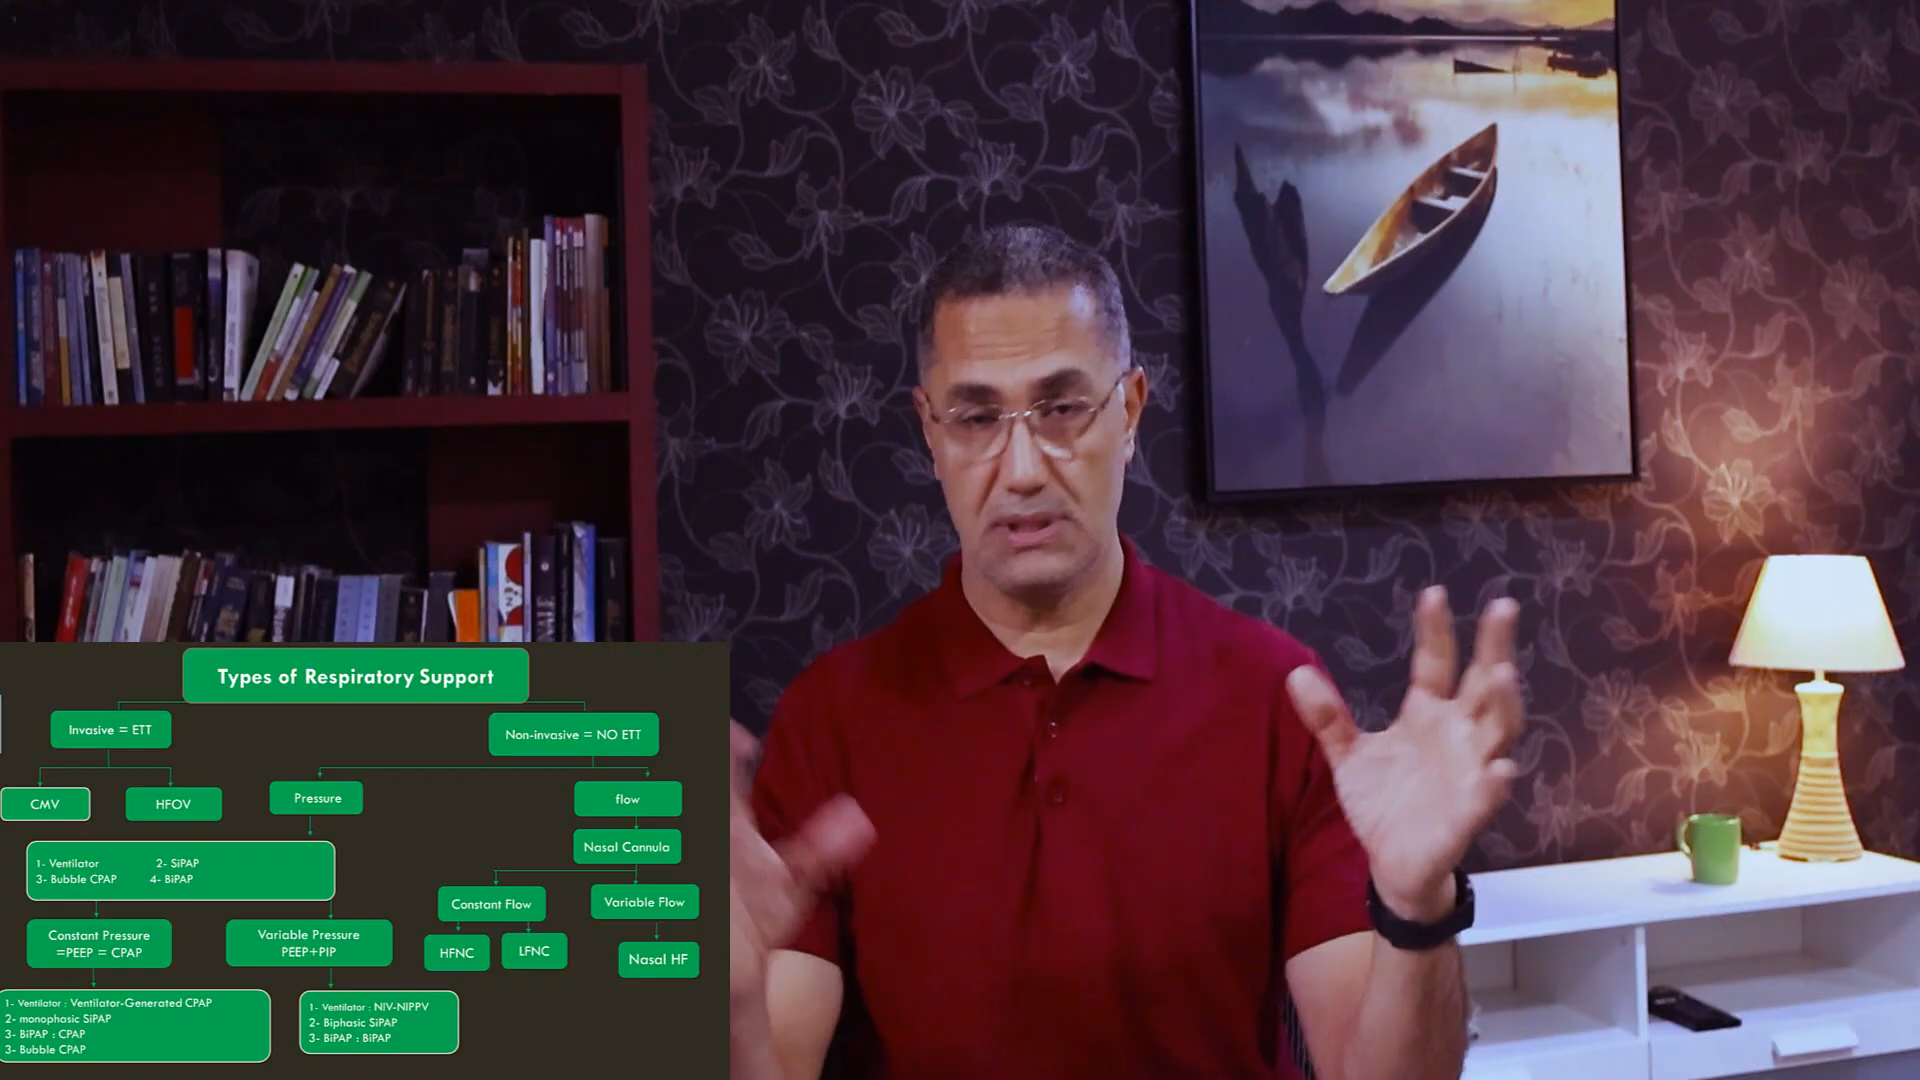 Types of Respiratory Support
Invasive = ETT
Non-invasive = NO ETT
CMV
HFOV
Pressure
flow
Nasal Cannula
1- Ventilator 2- SiPAP
3- Bubble CPAP 4- BiPAP
Constant Flow
Variable Flow
Constant Pressure
=PEEP = CPAP
Variable Pressure
PEEP+PIP
HFNC
LFNC
Nasal HF
1- Ventilator : Ventilator-Generated CPAP
2- monophasic SiPAP
3- BiPAP : CPAP
3- Bubble CPAP
1- Ventilator : NIV-NIPPV
2- Biphasic SiPAP
3- BiPAP : BiPAP